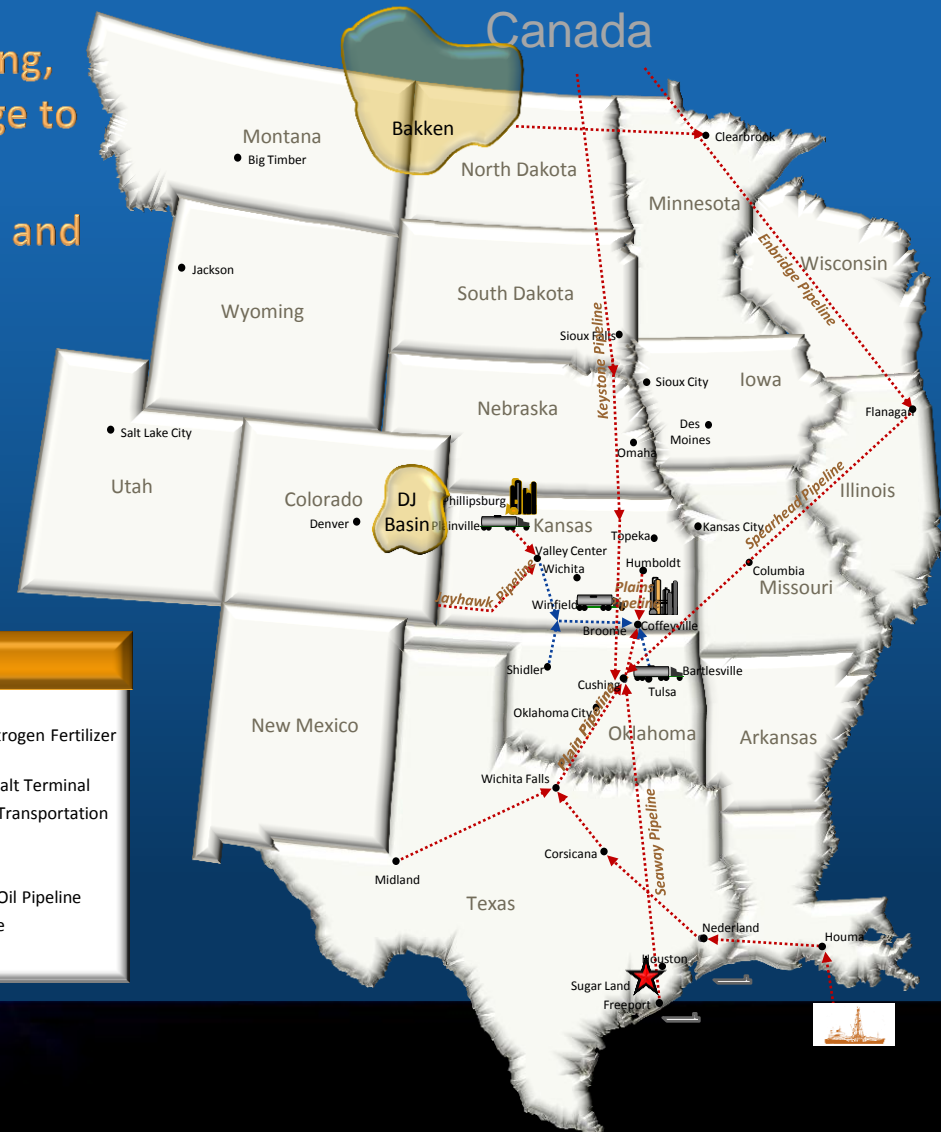 ng,
ge to
and
Canada
Bakken
Montana
Big Timber
North Dakota
Clearbrook
Minnesota
Jackson
Wyoming
South Dakota
Wisconsin
Enbridge Pipeline
Sioux Falls
Keystone Pipeline
Sioux City
Iowa
Nebraska
Des
Moines
Omaha
Flanagan
Salt Lake City
Utah
Colorado
Denver
DJ
Basin
Phillipsburg
Plainville
Kansas
Topeka
Kansas City
Illinois
Spearhead Pipeline
Valley Center
Wichita
Humboldt
Columbia
Missouri
Jayhawk Pipeline
Winfield
Plains
Pipeline
Broome
Coffeyville
Shidler
Cushing
Bartlesville
Tulsa
Oklahoma City
Oklahoma
Plain Pipeline
New Mexico
Arkansas
Wichita Falls
Seaway Pipeline
Corsicana
Midland
Texas
Nederland
Houma
Houston
Sugar Land
Freeport
trogen Fertilizer
alt Terminal
Transportation
Oil Pipeline
e